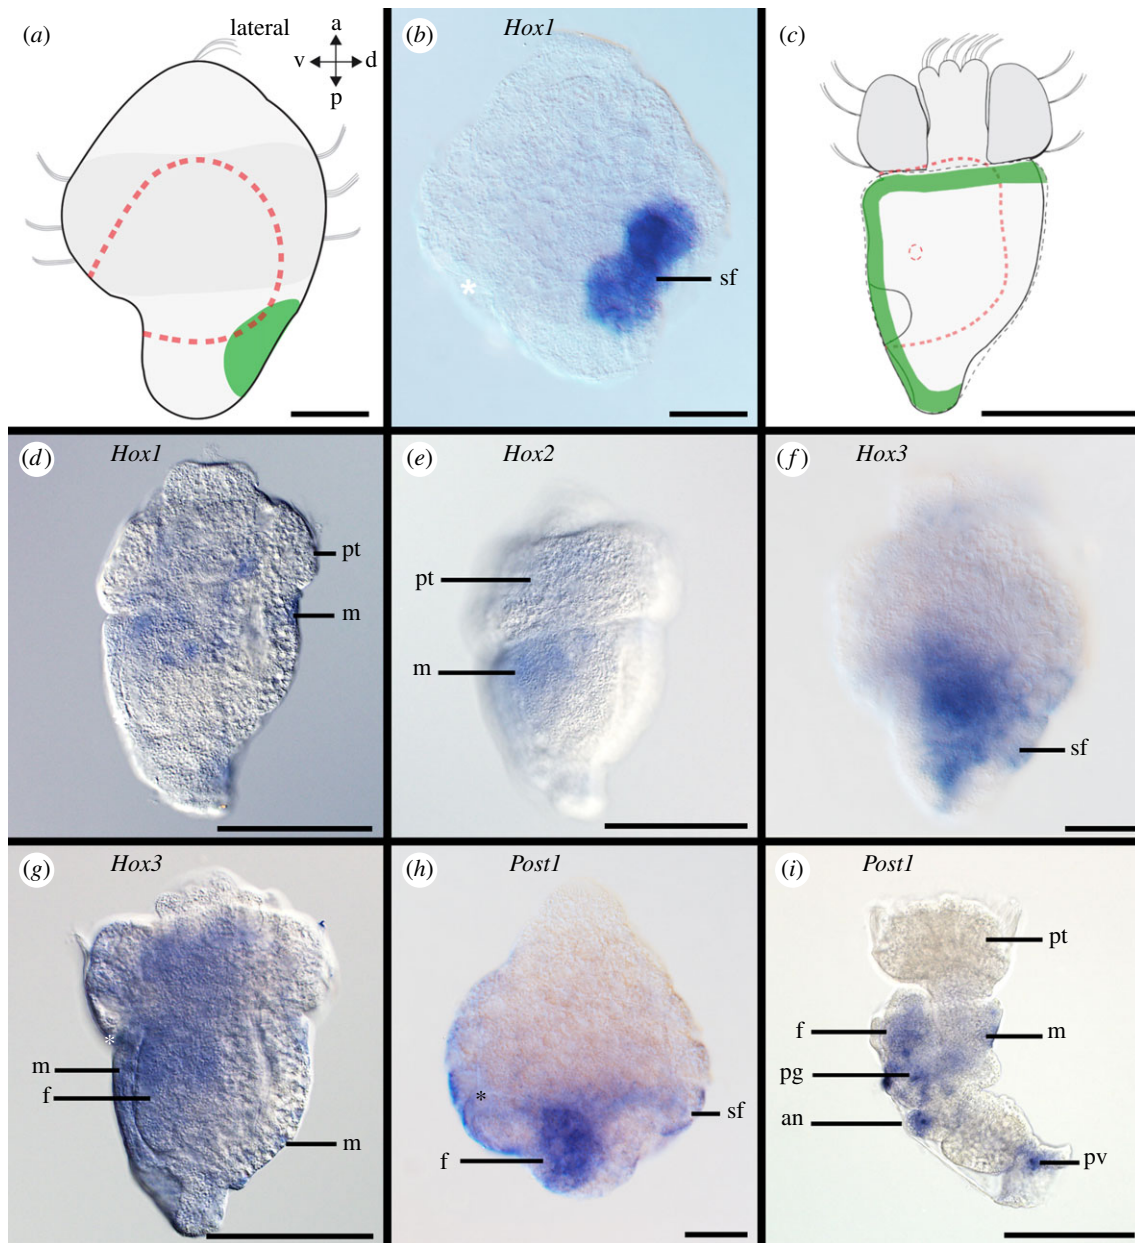 (a)
lateral
a
v d
p
(b)
Hox1
*
sf
(c)
(d)
Hox1
pt
m
(e)
Hox2
pt
m
(f)
Hox3
sf
(g)
Hox3
*
m
f
m
(h)
Post1
*
sf
f
(i)
Post1
pt
f
m
pg
an
pv